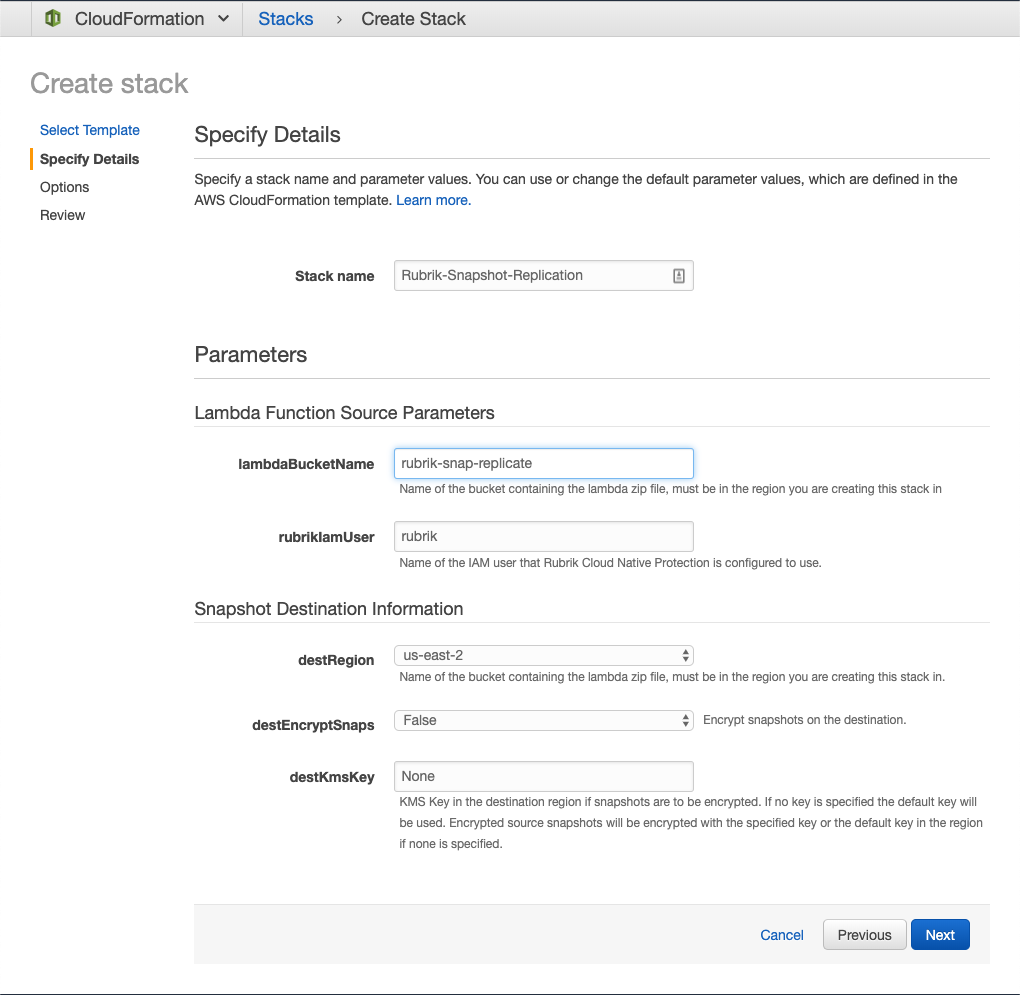 CloudFormation Stacks > Create Stack
Create stack
Select Template
Specify Details
Options
Review
Specify Details
Specify a stack name and parameter values. You can use or change the default parameter values, which are defined in the
AWS CloudFormation template. Learn more.
Stack name Rubrik-Snapshot-Replication
Parameters
Lambda Function Source Parameters
lambdaBucketName rubrik-snap-replicate
Name of the bucket containing the lambda zip file, must be in the region you are creating this stack in
rubrikIamUser rubrik
Name of the IAM user that Rubrik Cloud Native Protection is configured to use.
Snapshot Destination Information
destRegion us-east-2
Name of the bucket containing the lambda zip file, must be in the region you are creating this stack in.
destEncryptSnaps False Encrypt snapshots on the destination.
destKmsKey None
KMS Key in the destination region if snapshots are to be encrypted. If no key is specified the default key will
be used. Encrypted source snapshots will be encrypted with the specified key or the default key in the region
if none is specified.
Cancel Previous Next